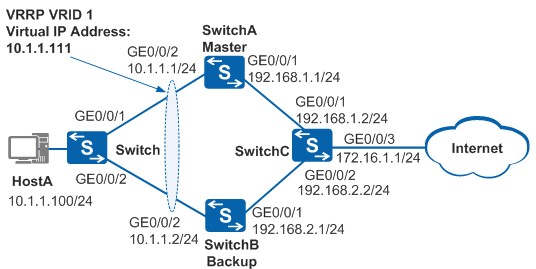 VRRP VRID 1
Virtual IP Address:
10.1.1.111
SwitchA
Master
GE0/0/2
10.1.1.1/24
GE0/0/1
192.168.1.1/24
GE0/0/1
GE0/0/1
192.168.1.2/24
S
S
S
S
Switch
SwitchC
GE0/0/3
172.16.1.1/24
Internet
HostA
10.1.1.100/24
GE0/0/2
GE0/0/2
192.168.2.2/24
GE0/0/2
10.1.1.2/24
GE0/0/1
192.168.2.1/24
SwitchB
Backup